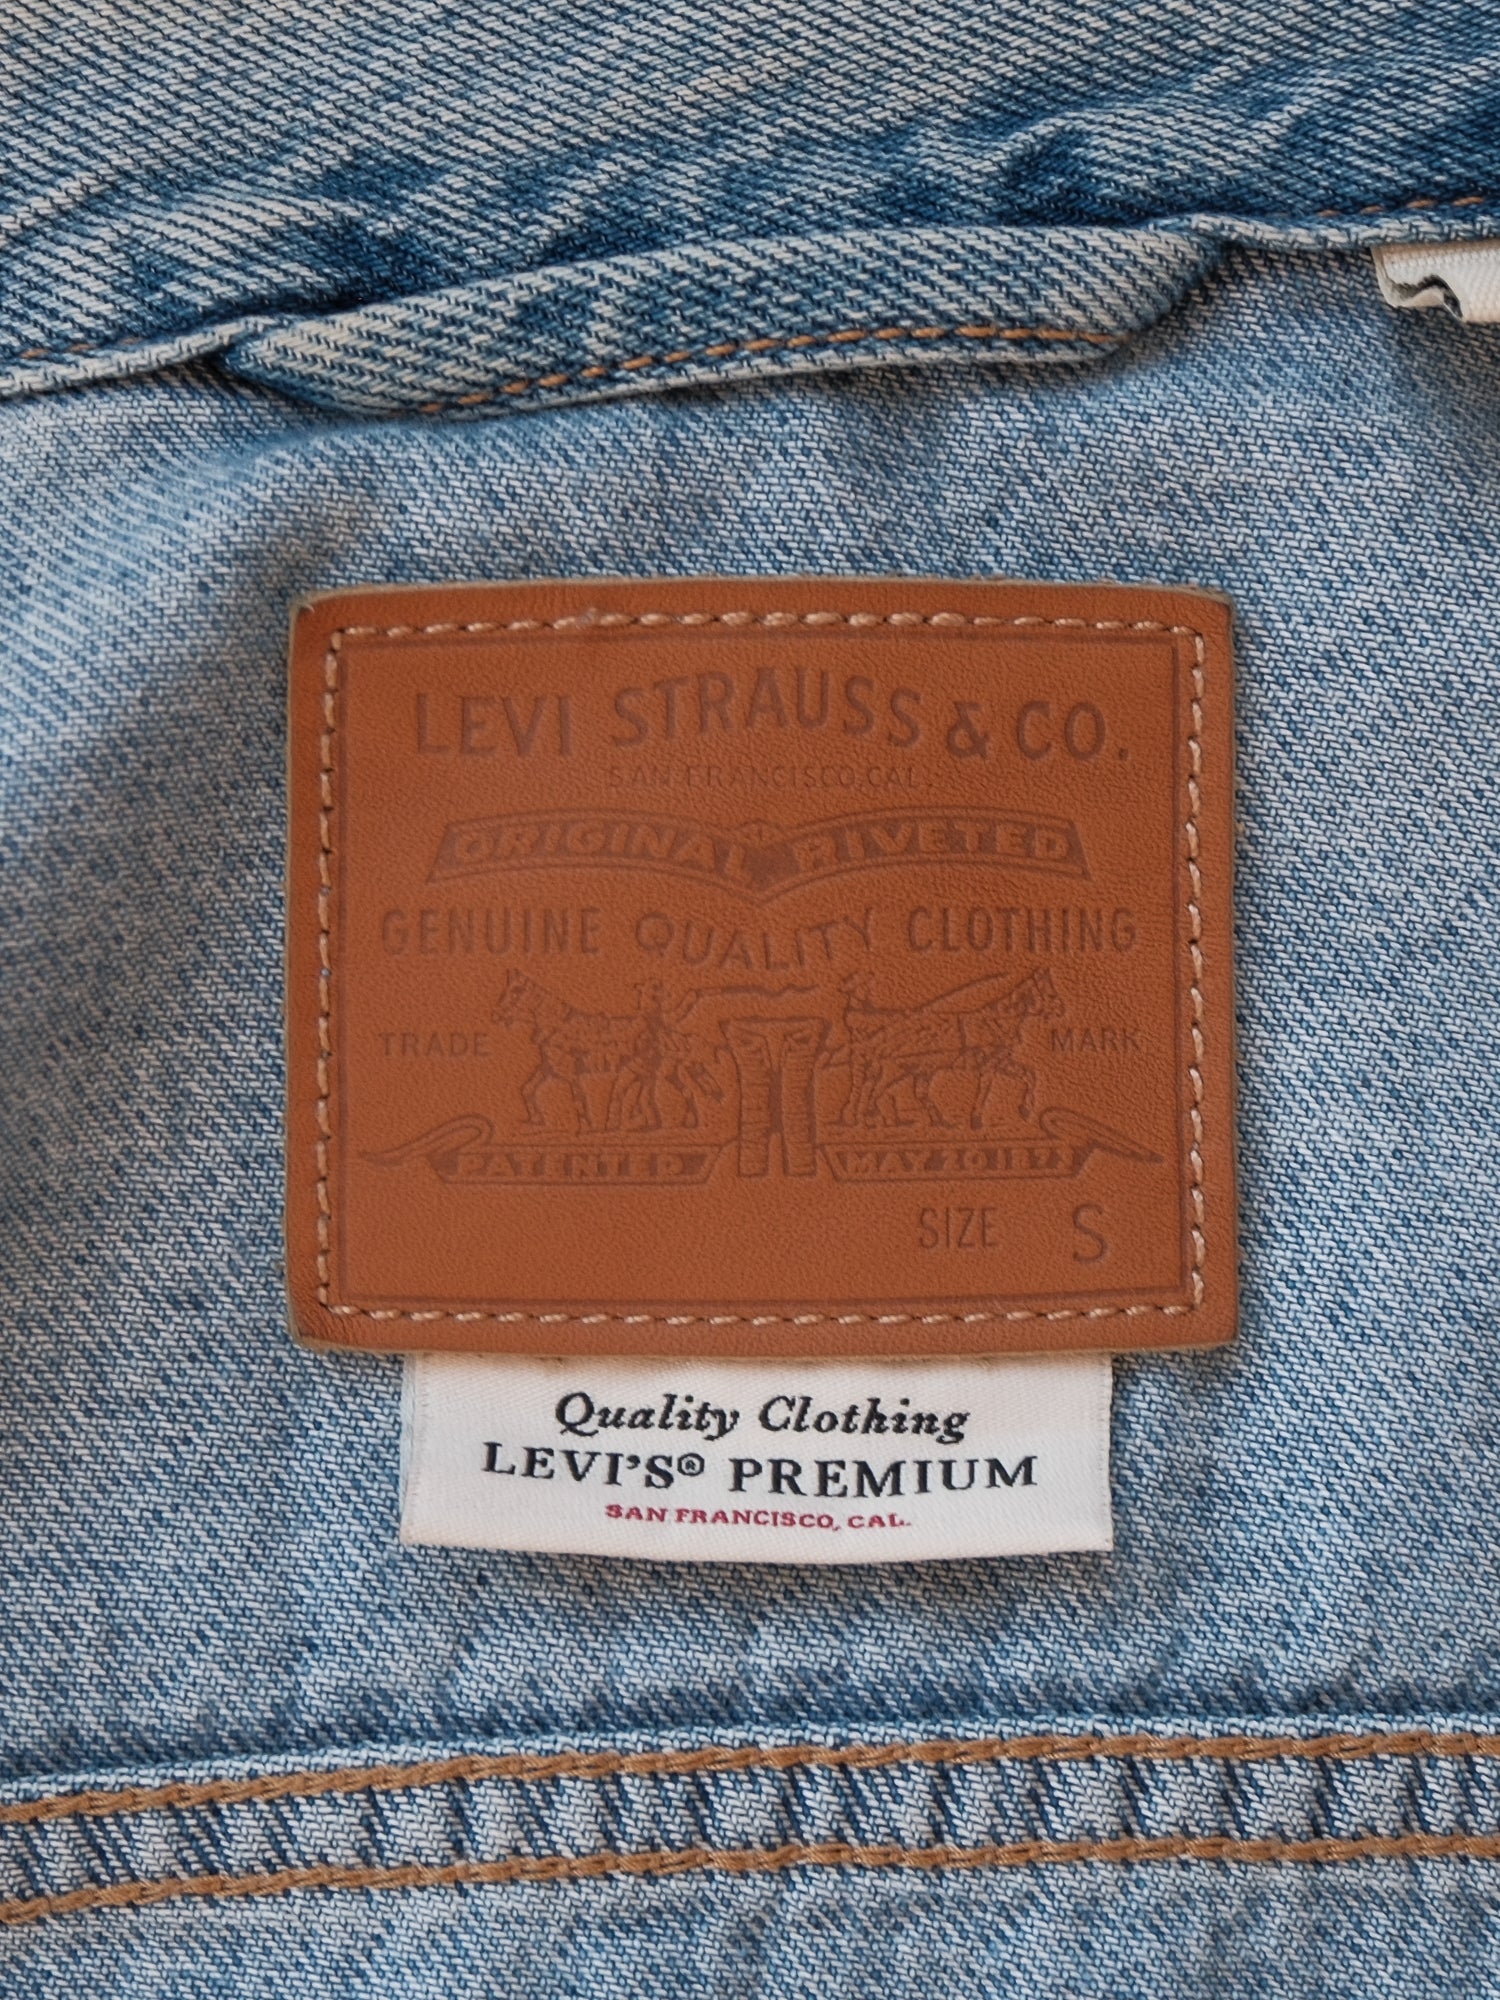 LEVI STRAUSS & CO.
SAN FRANCISCO, CAL.
ORIGINAL RIVETED
GENUINE QUALITY CLOTHING
TRADE MARK
PATENTED MAY 20 1873
SIZE S
Quality Clothing
LEVI'S® PREMIUM
SAN FRANCISCO, CAL.